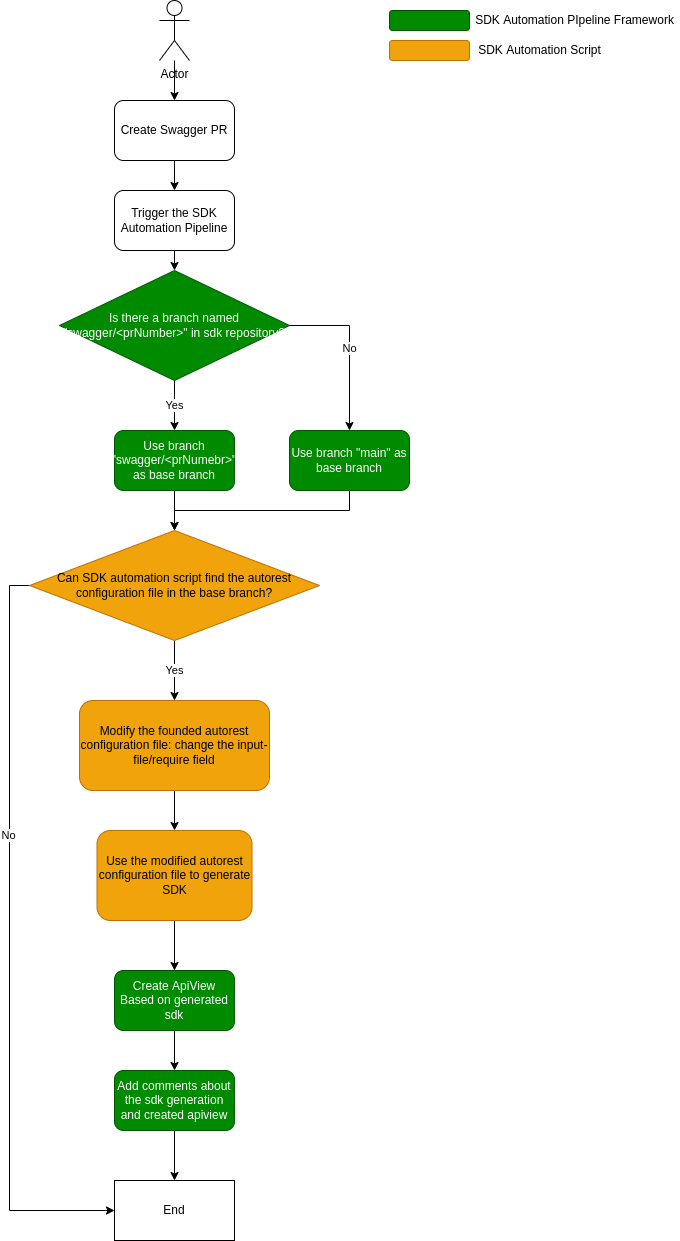 SDK Automation PIpeline Framework
SDK Automation Script
Actor
Create Swagger PR
Trigger the SDK
Automation Pipeline
Is there a branch named
"swagger/<prNumber>" in sdk repository?
No
Yes
Use branch
"swagger/<prNumebr>"
as base branch
Use branch "main" as
base branch
Can SDK automation script find the autorest
configuration file in the base branch?
Yes
Modify the founded autorest
configuration file: change the input-
file/require field
No
Use the modified autorest
configuration file to generate
SDK
Create ApiView
Based on generated
sdk
Add comments about
the sdk generation
and created apiview
End